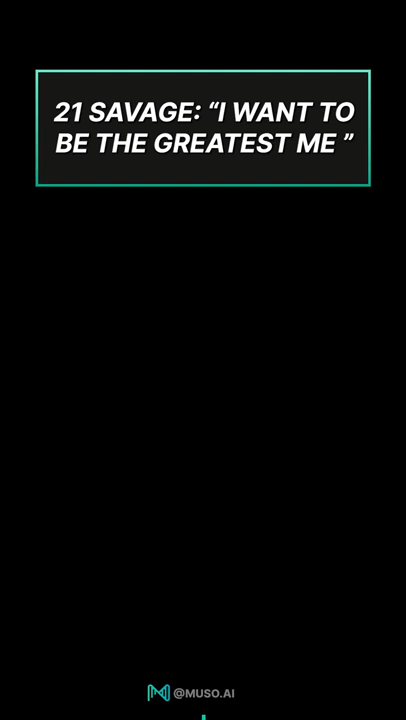 21 SAVAGE: “I WANT TO
BE THE GREATEST ME ”
@MUSO.AI